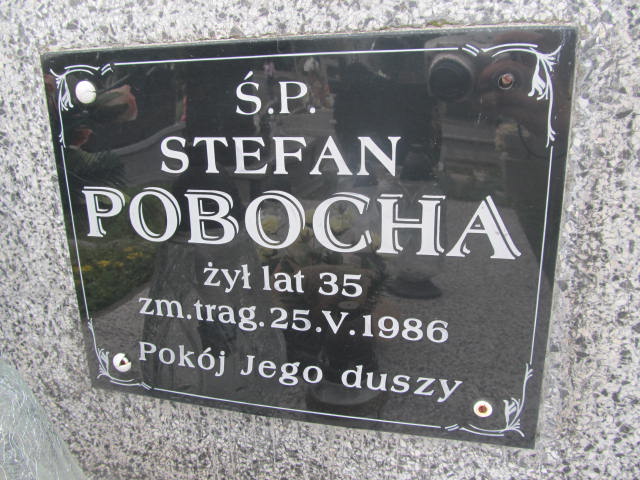 Ś.P.
STEFAN
POBOCHA
żył lat 35
zm.trag.25.V.1986
Pokój Jego duszy